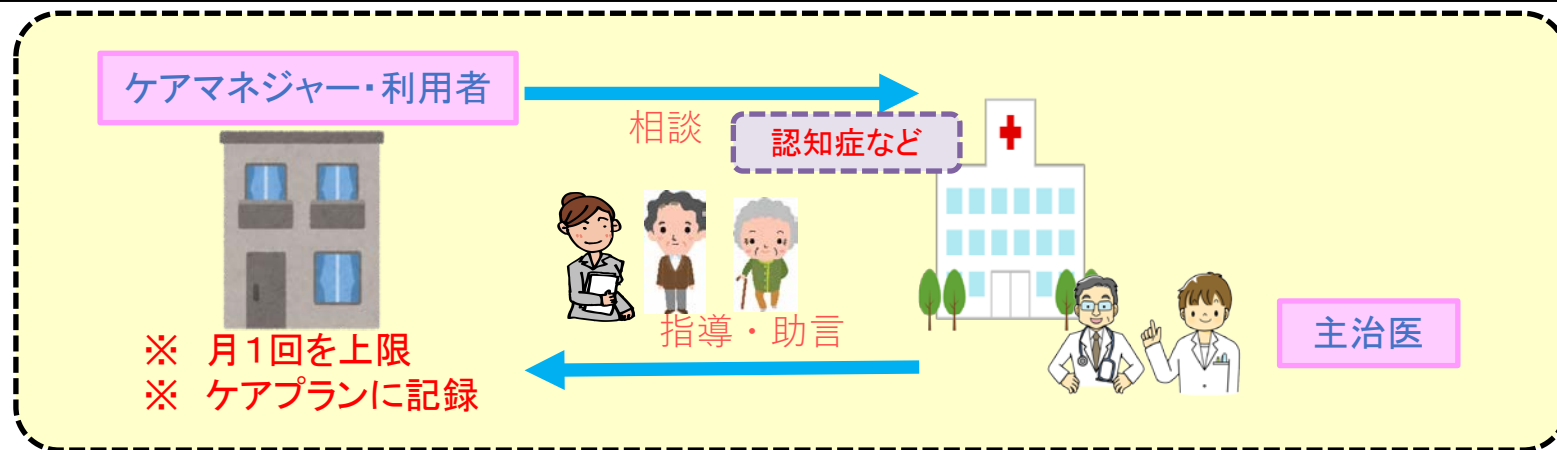 ケアマネジャー・利用者
相談
認知症など
指導・助言
主治医
※ 月1回を上限
※ ケアプランに記録